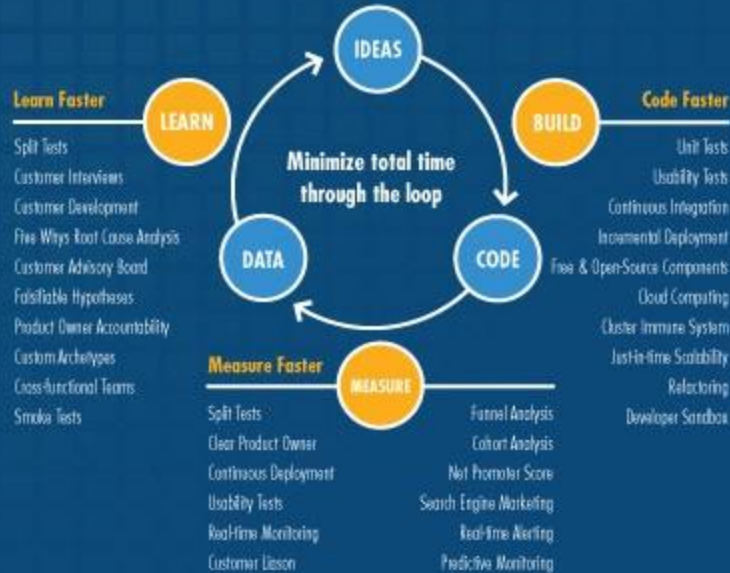 IDEAS
Learn Faster
LEARN
Split Tests
Customer Interviews
Customer Development
Five Whys Root Cause Analysis
Customer Advisory Board
Falsifiable Hypotheses
Product Owner Accountability
Custom Archetypes
Cross-functional Teams
Smoke Tests
Code Faster
BUILD
Unit Tests
Usability Tests
Continuous Integration
Incremental Deployment
Free & Open-Source Components
Cloud Computing
Cluster Immune System
Just-in-time Scalability
Refactoring
Developer Sandbox
Minimize total time
through the loop
DATA
CODE
Measure Faster
MEASURE
Split Tests
Clear Product Owner
Continuous Deployment
Usability Tests
Real-time Monitoring
Customer Liason
Funnel Analysis
Cohort Analysis
Net Promoter Score
Search Engine Marketing
Real-time Alerting
Predictive Monitoring